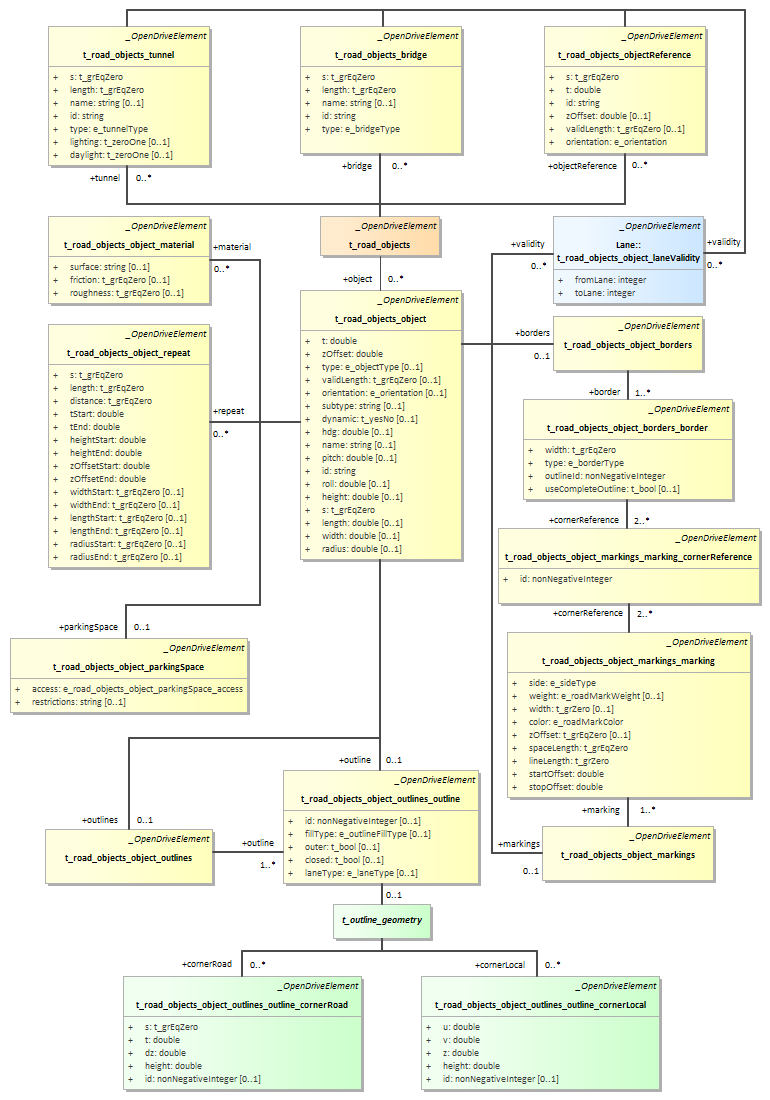 _OpenDriveElement
t_road_objects_tunnel
+ s: t_grEqZero
+ length: t_grEqZero
+ name: string [0..1]
+ id: string
+ type: e_tunnelType
+ lighting: t_zeroOne [0..1]
+ daylight: t_zeroOne [0..1]
_OpenDriveElement
t_road_objects_bridge
+ s: t_grEqZero
+ length: t_grEqZero
+ name: string [0..1]
+ id: string
+ type: e_bridgeType
_OpenDriveElement
t_road_objects_objectReference
+ s: t_grEqZero
+ t: double
+ id: string
+ zOffset: double [0..1]
+ validLength: t_grEqZero [0..1]
+ orientation: e_orientation
+tunnel 0..*
+bridge 0..*
+objectReference 0..*
_OpenDriveElement
t_road_objects_object_material
+ surface: string [0..1]
+ friction: t_grEqZero [0..1]
+ roughness: t_grEqZero [0..1]
+material
0..*
_OpenDriveElement
t_road_objects
+object 0..*
_OpenDriveElement
Lane::
t_road_objects_object_laneValidity
+ fromLane: integer
+ toLane: integer
+validity
0..*
+validity
0..*
_OpenDriveElement
t_road_objects_object_repeat
+ s: t_grEqZero
+ length: t_grEqZero
+ distance: t_grEqZero
+ tStart: double
+ tEnd: double
+ heightStart: double
+ heightEnd: double
+ zOffsetStart: double
+ zOffsetEnd: double
+ widthStart: t_grEqZero [0..1]
+ widthEnd: t_grEqZero [0..1]
+ lengthStart: t_grEqZero [0..1]
+ lengthEnd: t_grEqZero [0..1]
+ radiusStart: t_grEqZero [0..1]
+ radiusEnd: t_grEqZero [0..1]
+repeat
0..*
_OpenDriveElement
t_road_objects_object
+ t: double
+ zOffset: double
+ type: e_objectType [0..1]
+ validLength: t_grEqZero [0..1]
+ orientation: e_orientation [0..1]
+ subtype: string [0..1]
+ dynamic: t_yesNo [0..1]
+ hdg: double [0..1]
+ name: string [0..1]
+ pitch: double [0..1]
+ id: string
+ roll: double [0..1]
+ height: double [0..1]
+ s: t_grEqZero
+ length: double [0..1]
+ width: double [0..1]
+ radius: double [0..1]
+borders
0..1
_OpenDriveElement
t_road_objects_object_borders
+border 1..*
_OpenDriveElement
t_road_objects_object_borders_border
+ width: t_grEqZero
+ type: e_borderType
+ outlineId: nonNegativeInteger
+ useCompleteOutline: t_bool [0..1]
+cornerReference 2..*
_OpenDriveElement
t_road_objects_object_markings_marking_cornerReference
+ id: nonNegativeInteger
+cornerReference 2..*
_OpenDriveElement
t_road_objects_object_markings_marking
+ side: e_sideType
+ weight: e_roadMarkWeight [0..1]
+ width: t_grZero [0..1]
+ color: e_roadMarkColor
+ zOffset: t_grEqZero [0..1]
+ spaceLength: t_grEqZero
+ lineLength: t_grZero
+ startOffset: double
+ stopOffset: double
+marking 1..*
+markings
0..1
_OpenDriveElement
t_road_objects_object_markings
+parkingSpace 0..1
_OpenDriveElement
t_road_objects_object_parkingSpace
+ access: e_road_objects_object_parkingSpace_access
+ restrictions: string [0..1]
+outline 0..1
_OpenDriveElement
t_road_objects_object_outlines_outline
+ id: nonNegativeInteger [0..1]
+ fillType: e_outlineFillType [0..1]
+ outer: t_bool [0..1]
+ closed: t_bool [0..1]
+ laneType: e_laneType [0..1]
+outlines 0..1
_OpenDriveElement
t_road_objects_object_outlines
+outline
1..*
0..1
t_outline_geometry
+cornerRoad 0..*
+cornerLocal 0..*
_OpenDriveElement
t_road_objects_object_outlines_outline_cornerRoad
+ s: t_grEqZero
+ t: double
+ dz: double
+ height: double
+ id: nonNegativeInteger [0..1]
_OpenDriveElement
t_road_objects_object_outlines_outline_cornerLocal
+ u: double
+ v: double
+ z: double
+ height: double
+ id: nonNegativeInteger [0..1]